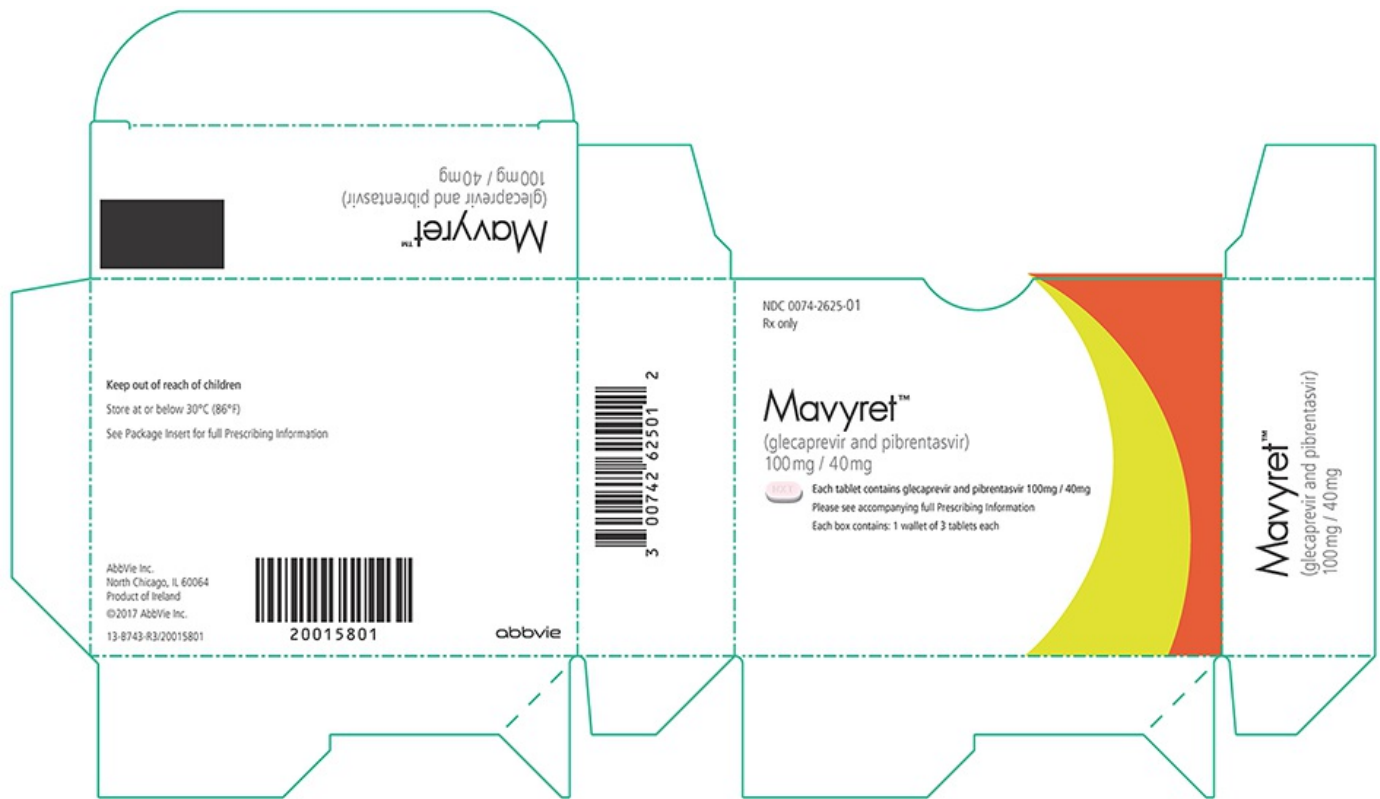 Mavyret™
(glecaprevir and pibrentasvir)
100mg / 40mg
Keep out of reach of children
Store at or below 30°C (86°F)
See Package Insert for full Prescribing Information
AbbVie Inc.
North Chicago, IL 60064
Product of Ireland
©2017 AbbVie Inc.
13-B743-R3/20015801
20015801
abbvie
3 00742 62501 2
NDC 0074-2625-01
Rx only
Mavyret™
(glecaprevir and pibrentasvir)
100mg / 40mg
NXT
Each tablet contains glecaprevir and pibrentasvir 100mg / 40mg
Please see accompanying full Prescribing Information
Each box contains: 1 wallet of 3 tablets each
Mavyret™
(glecaprevir and pibrentasvir)
100mg / 40mg